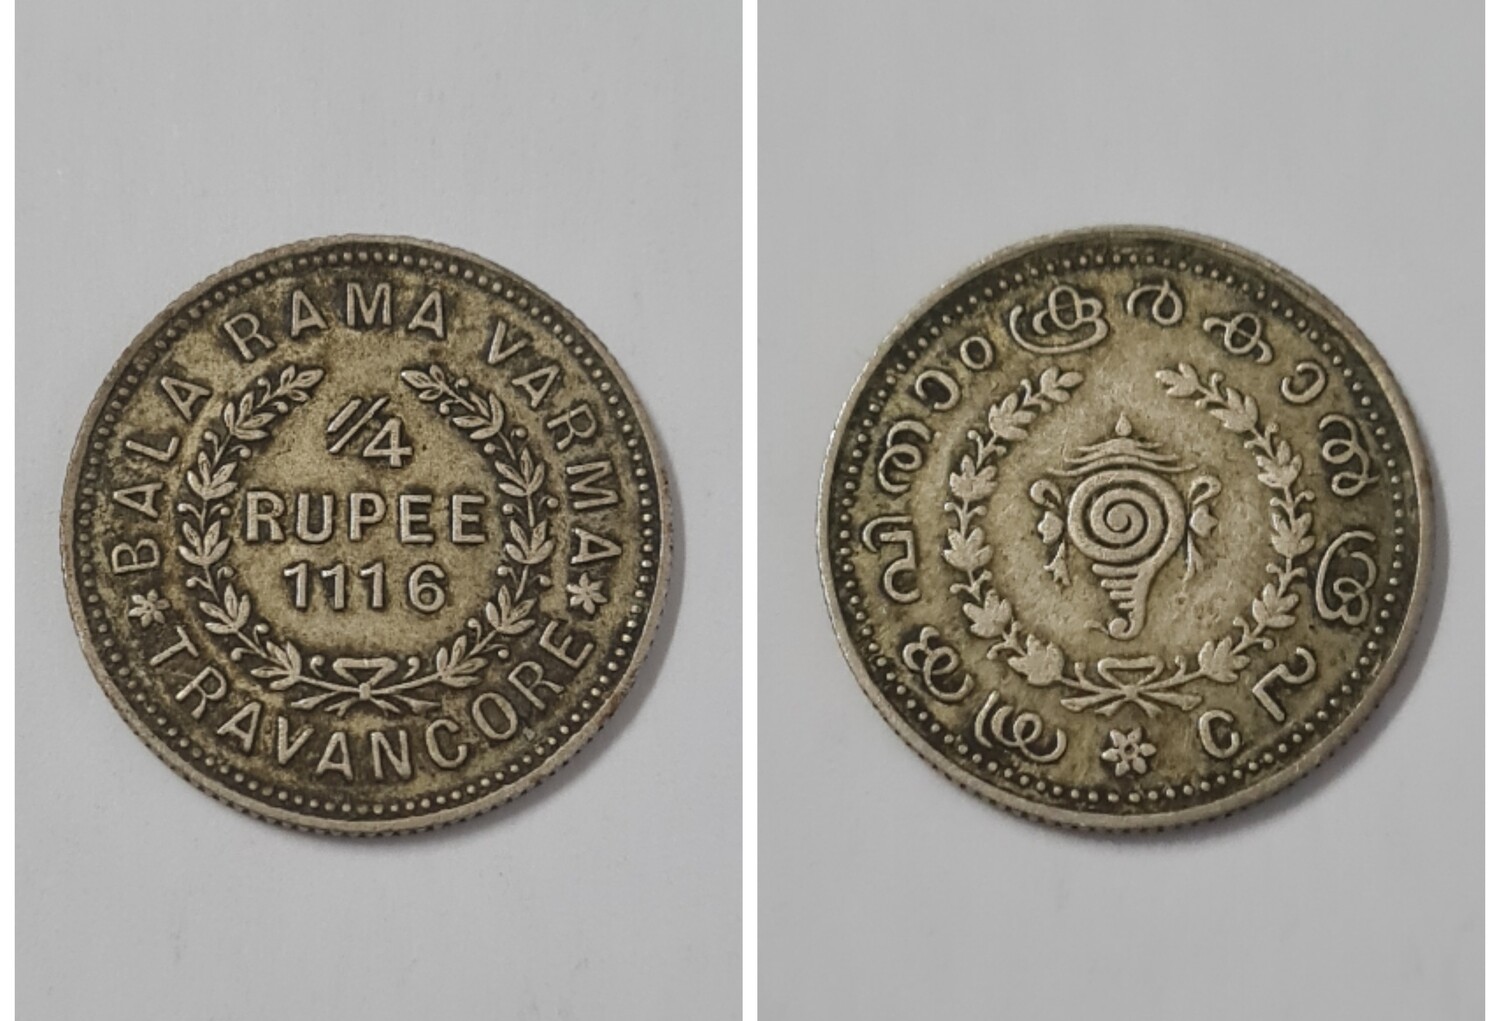 BALA RAMA VARMA
1/4
RUPEE
1116
TRAVANCORE
തിരുവിതാംകൂർ കാൽ രൂപാ